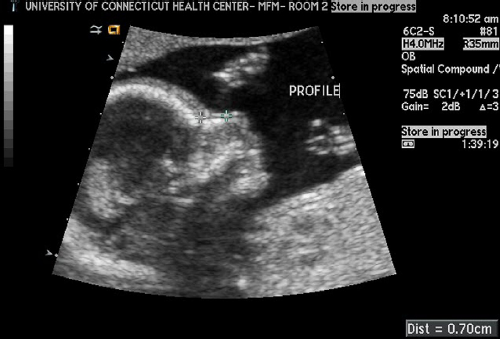 UNIVERSITY OF CONNECTICUT HEALTH CENTER- MFM- ROOM 2 Store in progress
8:10:52 am
6C2-S #81
H4.0MHz R35mm
OB
Spatial Compound /
75dB SC1/+1/1/3
Gain= 2dB Δ=3
Store in progress
1:39:19
PROFILE
Dist = 0.70cm